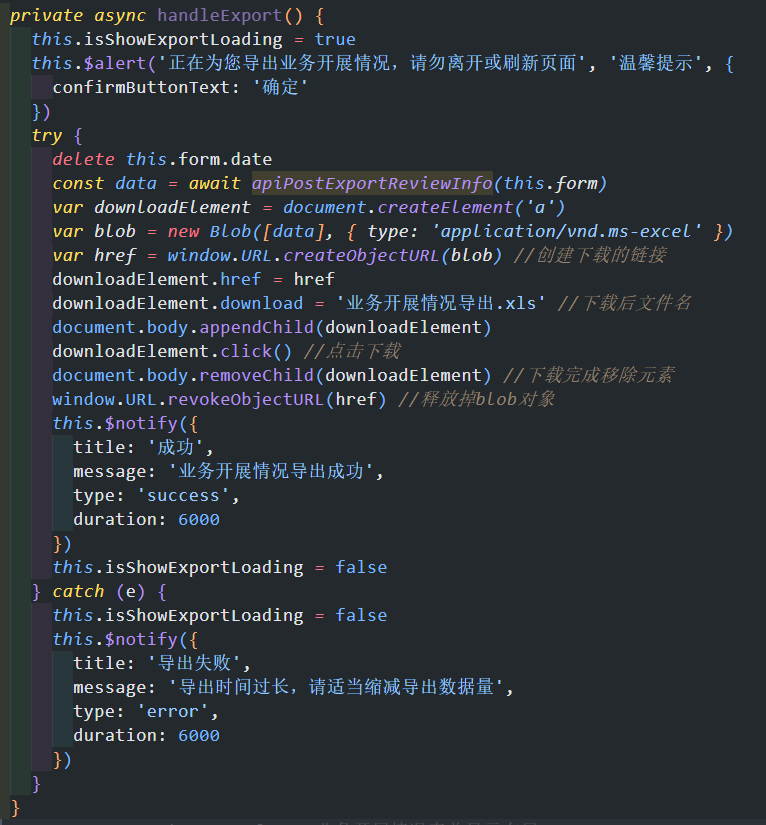 private async handleExport() {
this.isShowExportLoading = true
this.$alert('正在为您导出业务开展情况，请勿离开或刷新页面', '温馨提示', {
confirmButtonText: '确定'
})
try {
delete this.form.date
const data = await apiPostExportReviewInfo(this.form)
var downloadElement = document.createElement('a')
var blob = new Blob([data], { type: 'application/vnd.ms-excel' })
var href = window.URL.createObjectURL(blob) //创建下载的链接
downloadElement.href = href
downloadElement.download = '业务开展情况导出.xls' //下载后文件名
document.body.appendChild(downloadElement)
downloadElement.click() //点击下载
document.body.removeChild(downloadElement) //下载完成移除元素
window.URL.revokeObjectURL(href) //释放掉blob对象
this.$notify({
title: '成功',
message: '业务开展情况导出成功',
type: 'success',
duration: 6000
})
this.isShowExportLoading = false
} catch (e) {
this.isShowExportLoading = false
this.$notify({
title: '导出失败',
message: '导出时间过长，请适当缩减导出数据量',
type: 'error',
duration: 6000
})
}
}